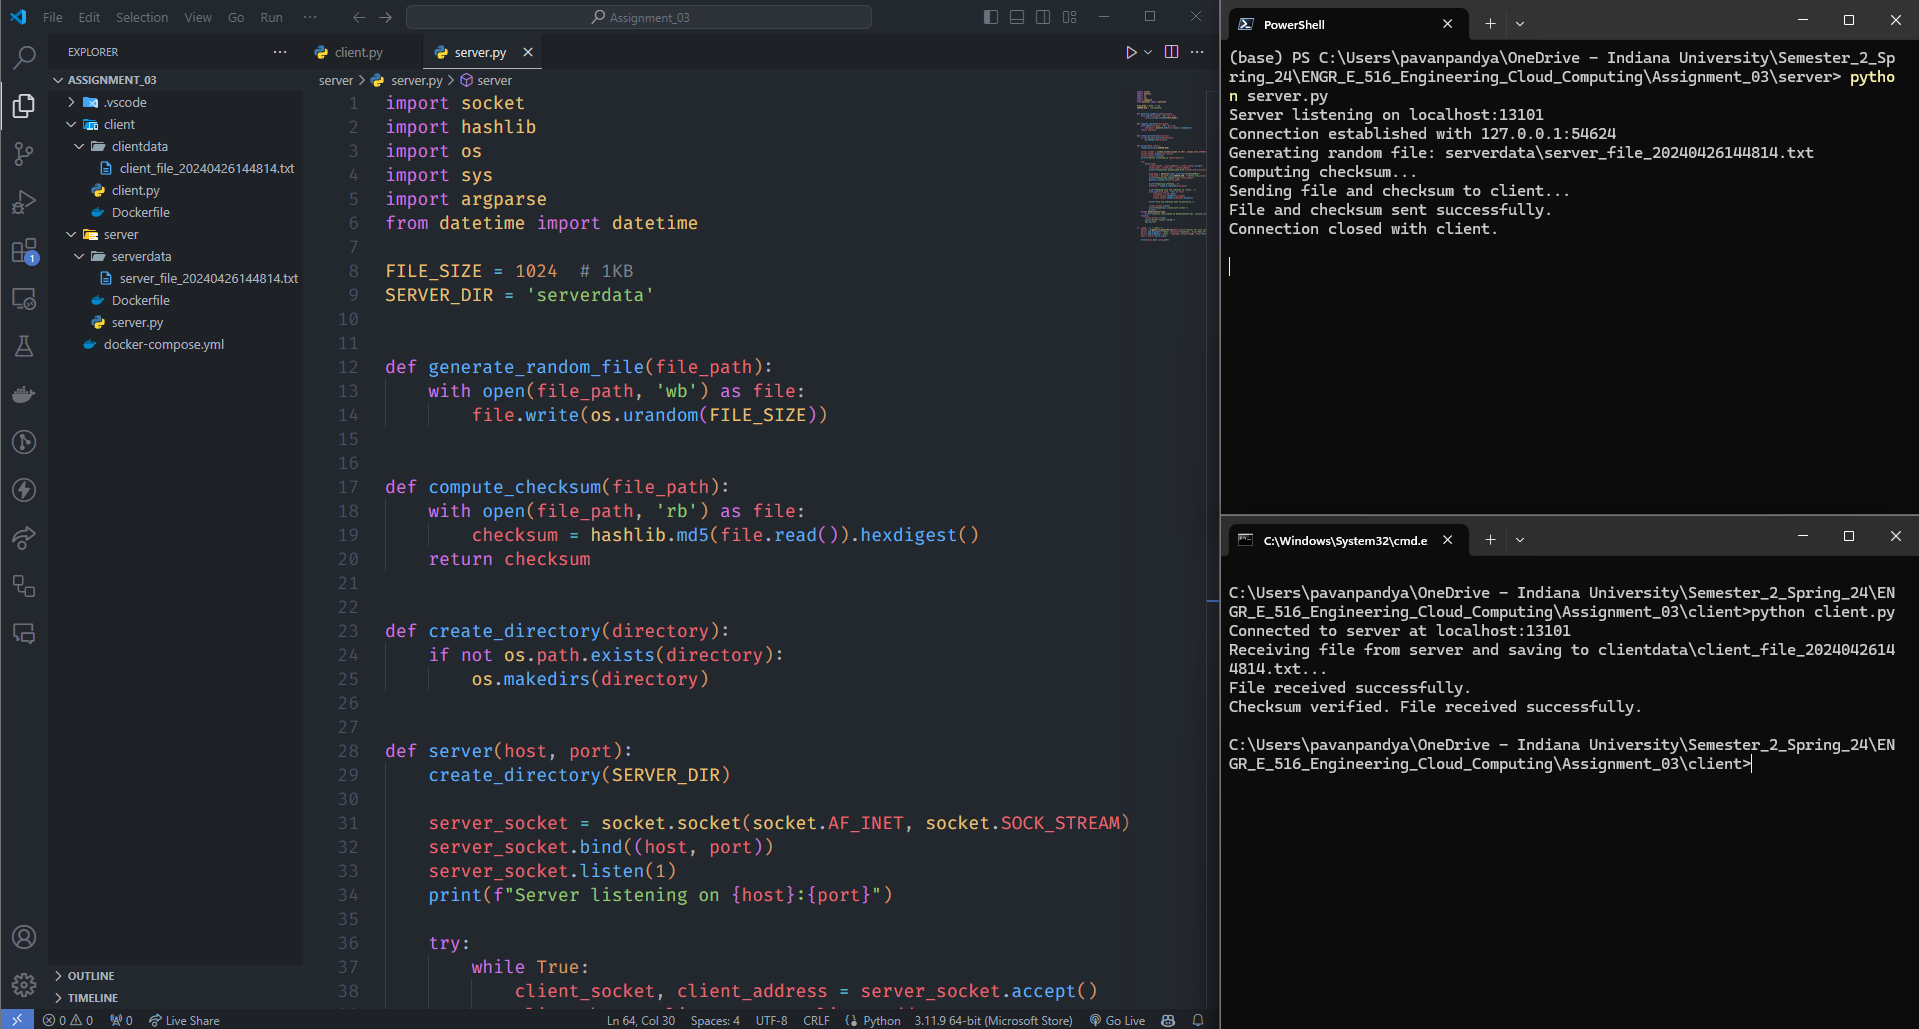 File Edit Selection View Go Run ··· Assignment_03
EXPLORER
ASSIGNMENT_03
.vscode
client
clientdata
client_file_20240426144814.txt
client.py
Dockerfile
server
serverdata
server_file_20240426144814.txt
Dockerfile
server.py
docker-compose.yml
OUTLINE
TIMELINE
1
client.py server.py
server > server.py > server
1 import socket
2 import hashlib
3 import os
4 import sys
5 import argparse
6 from datetime import datetime
7
8 FILE_SIZE = 1024  # 1KB
9 SERVER_DIR = 'serverdata'
10
11
12 def generate_random_file(file_path):
13     with open(file_path, 'wb') as file:
14         file.write(os.urandom(FILE_SIZE))
15
16
17 def compute_checksum(file_path):
18     with open(file_path, 'rb') as file:
19         checksum = hashlib.md5(file.read()).hexdigest()
20     return checksum
21
22
23 def create_directory(directory):
24     if not os.path.exists(directory):
25         os.makedirs(directory)
26
27
28 def server(host, port):
29     create_directory(SERVER_DIR)
30
31     server_socket = socket.socket(socket.AF_INET, socket.SOCK_STREAM)
32     server_socket.bind((host, port))
33     server_socket.listen(1)
34     print(f"Server listening on {host}:{port}")
35
36     try:
37         while True:
38             client_socket, client_address = server_socket.accept()
0 0 0 Live Share Ln 64, Col 30 Spaces: 4 UTF-8 CRLF Python 3.11.9 64-bit (Microsoft Store) Go Live
PowerShell
(base) PS C:\Users\pavanpandya\OneDrive - Indiana University\Semester_2_Sp
ring_24\ENGR_E_516_Engineering_Cloud_Computing\Assignment_03\server> pytho
n server.py
Server listening on localhost:13101
Connection established with 127.0.0.1:54624
Generating random file: serverdata\server_file_20240426144814.txt
Computing checksum...
Sending file and checksum to client...
File and checksum sent successfully.
Connection closed with client.
C:\Windows\System32\cmd.e
C:\Users\pavanpandya\OneDrive - Indiana University\Semester_2_Spring_24\EN
GR_E_516_Engineering_Cloud_Computing\Assignment_03\client>python client.py
Connected to server at localhost:13101
Receiving file from server and saving to clientdata\client_file_2024042614
4814.txt...
File received successfully.
Checksum verified. File received successfully.
C:\Users\pavanpandya\OneDrive - Indiana University\Semester_2_Spring_24\EN
GR_E_516_Engineering_Cloud_Computing\Assignment_03\client>